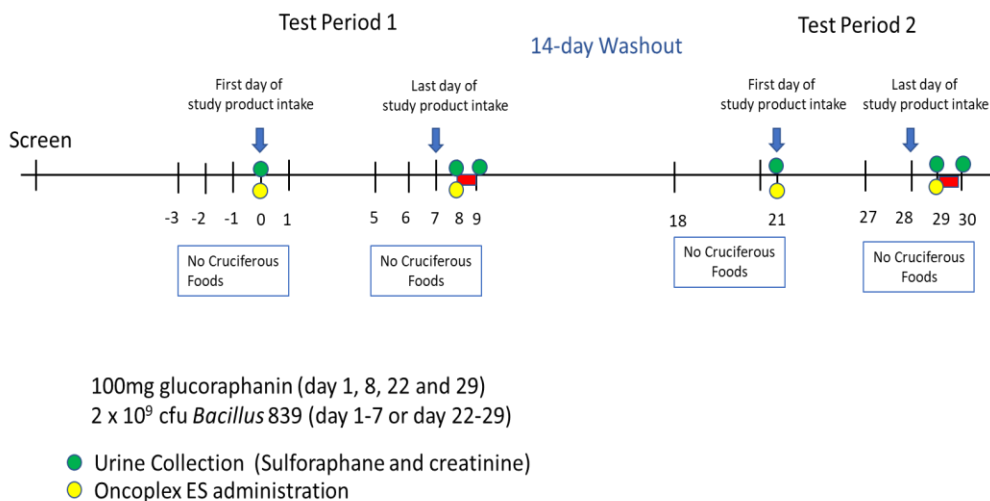 Test Period 1
Test Period 2
14-day Washout
First day of
study product intake
Last day of
study product intake
First day of
study product intake
Last day of
study product intake
Screen
-3 -2 -1 0 1 5 6 7 8 9 18 21 27 28 29 30
No Cruciferous
Foods
No Cruciferous
Foods
No Cruciferous
Foods
No Cruciferous
Foods
100mg glucoraphanin (day 1, 8, 22 and 29)
2 x 10⁹ cfu Bacillus 839 (day 1-7 or day 22-29)
Urine Collection (Sulforaphane and creatinine)
Oncoplex ES administration